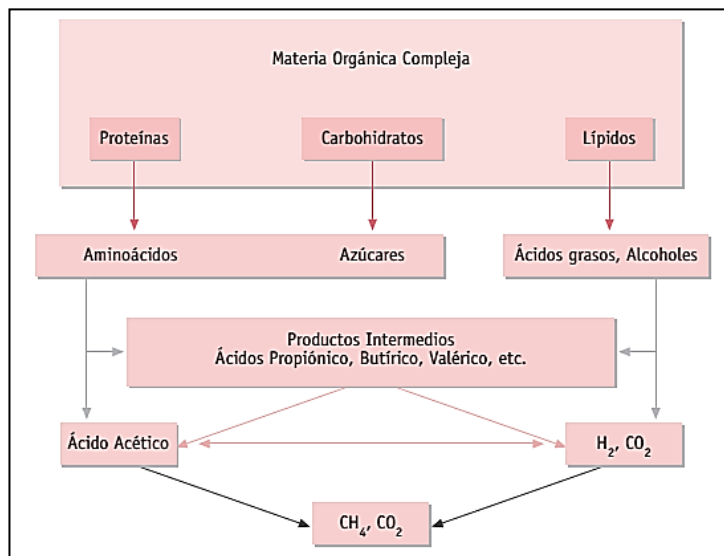 Materia Orgánica Compleja
Proteínas
Carbohidratos
Lípidos
Aminoácidos
Azúcares
Ácidos grasos, Alcoholes
Productos Intermedios
Ácidos Propiónico, Butírico, Valérico, etc.
Ácido Acético
H₂, CO₂
CH₄, CO₂